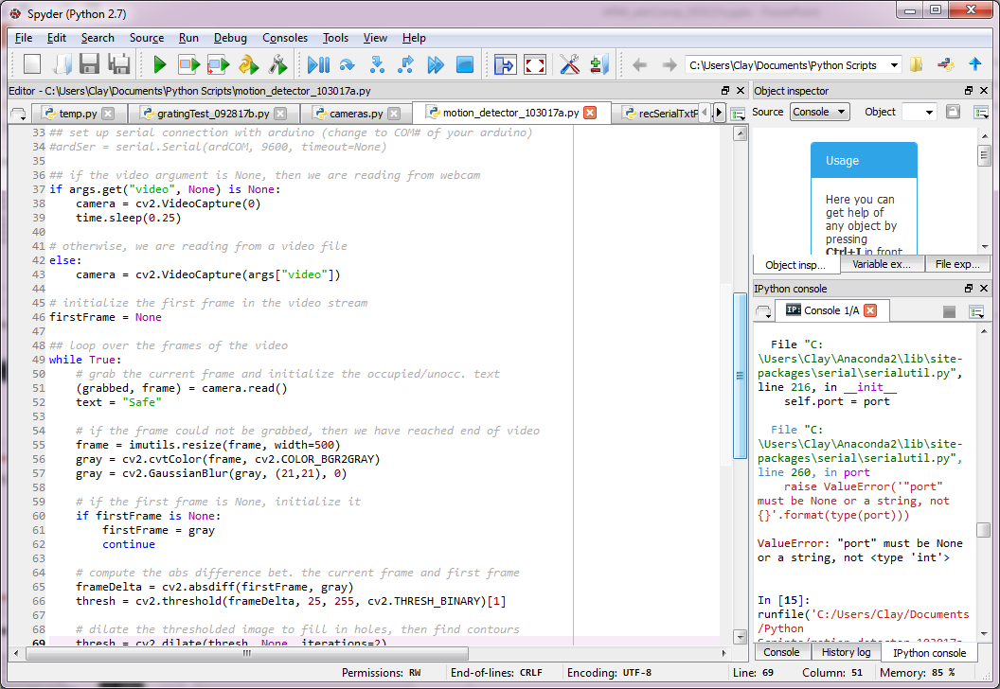 Spyder (Python 2.7)
File Edit Search Source Run Debug Consoles Tools View Help
C:\Users\Clay\Documents\Python Scripts
Editor - C:\Users\Clay\Documents\Python Scripts\motion_detector_103017a.py
temp.py gratingTest_092817b.py cameras.py motion_detector_103017a.py recSerialTxtF
33 ## set up serial connection with arduino (change to COM# of your arduino)
34 #ardSer = serial.Serial(ardCOM, 9600, timeout=None)
35
36 ## if the video argument is None, then we are reading from webcam
37 if args.get("video", None) is None:
38     camera = cv2.VideoCapture(0)
39     time.sleep(0.25)
40
41 # otherwise, we are reading from a video file
42 else:
43     camera = cv2.VideoCapture(args["video"])
44
45 # initialize the first frame in the video stream
46 firstFrame = None
47
48 ## loop over the frames of the video
49 while True:
50     # grab the current frame and initialize the occupied/unocc. text
51     (grabbed, frame) = camera.read()
52     text = "Safe"
53
54     # if the frame could not be grabbed, then we have reached end of video
55     frame = imutils.resize(frame, width=500)
56     gray = cv2.cvtColor(frame, cv2.COLOR_BGR2GRAY)
57     gray = cv2.GaussianBlur(gray, (21,21), 0)
58
59     # if the first frame is None, initialize it
60     if firstFrame is None:
61         firstFrame = gray
62         continue
63
64     # compute the abs difference bet. the current frame and first frame
65     frameDelta = cv2.absdiff(firstFrame, gray)
66     thresh = cv2.threshold(frameDelta, 25, 255, cv2.THRESH_BINARY)[1]
67
68     # dilate the thresholded image to fill in holes, then find contours
69     thresh = cv2.dilate(thresh, None, iterations=2)
Object inspector
Source Console Object
Usage
Here you can
get help of
any object by
pressing
Ctrl+I in front
Object insp... Variable ex... File exp...
IPython console
IP: Console 1/A
File "C:
\Users\Clay\Anaconda2\lib\site-
packages\serial\serialutil.py",
line 216, in __init__
self.port = port
File "C:
\Users\Clay\Anaconda2\lib\site-
packages\serial\serialutil.py",
line 260, in port
raise ValueError('"port"
must be None or a string, not
{}'.format(type(port)))
ValueError: "port" must be None
or a string, not <type 'int'>
In [15]:
runfile('C:/Users/Clay/Documents
/Python
Scripts/motion_detector_103017a
Console History log IPython console
Permissions: RW End-of-lines: CRLF Encoding: UTF-8 Line: 69 Column: 51 Memory: 85 %